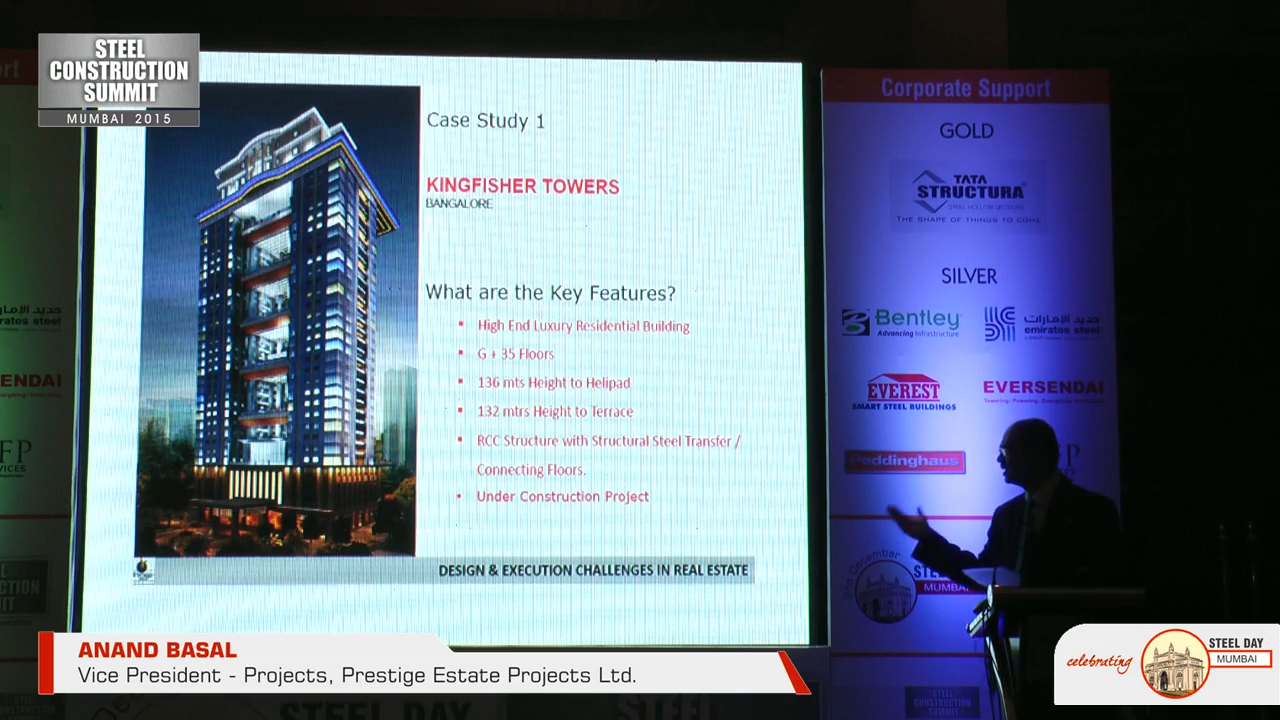 STEEL
CONSTRUCTION
SUMMIT
MUMBAI 2015
Case Study 1
KINGFISHER TOWERS
BANGALORE
What are the Key Features?
▪ High End Luxury Residential Building
▪ G + 35 Floors
▪ 136 mts Height to Helipad
▪ 132 mtrs Height to Terrace
▪ RCC Structure with Structural Steel Transfer /
Connecting Floors.
▪ Under Construction Project
DESIGN & EXECUTION CHALLENGES IN REAL ESTATE
Corporate Support
GOLD
TATA
STRUCTURA
STEEL HOLLOW SECTIONS
THE SHAPE OF THINGS TO COME
SILVER
Bentley
Advancing Infrastructure
حديد الإمارات
emirates steel
EVEREST
SMART STEEL BUILDINGS
EVERSENDAI
Peddinghaus
MUMBAI
ANAND BASAL
Vice President - Projects, Prestige Estate Projects Ltd.
celebrating
STEEL DAY
MUMBAI